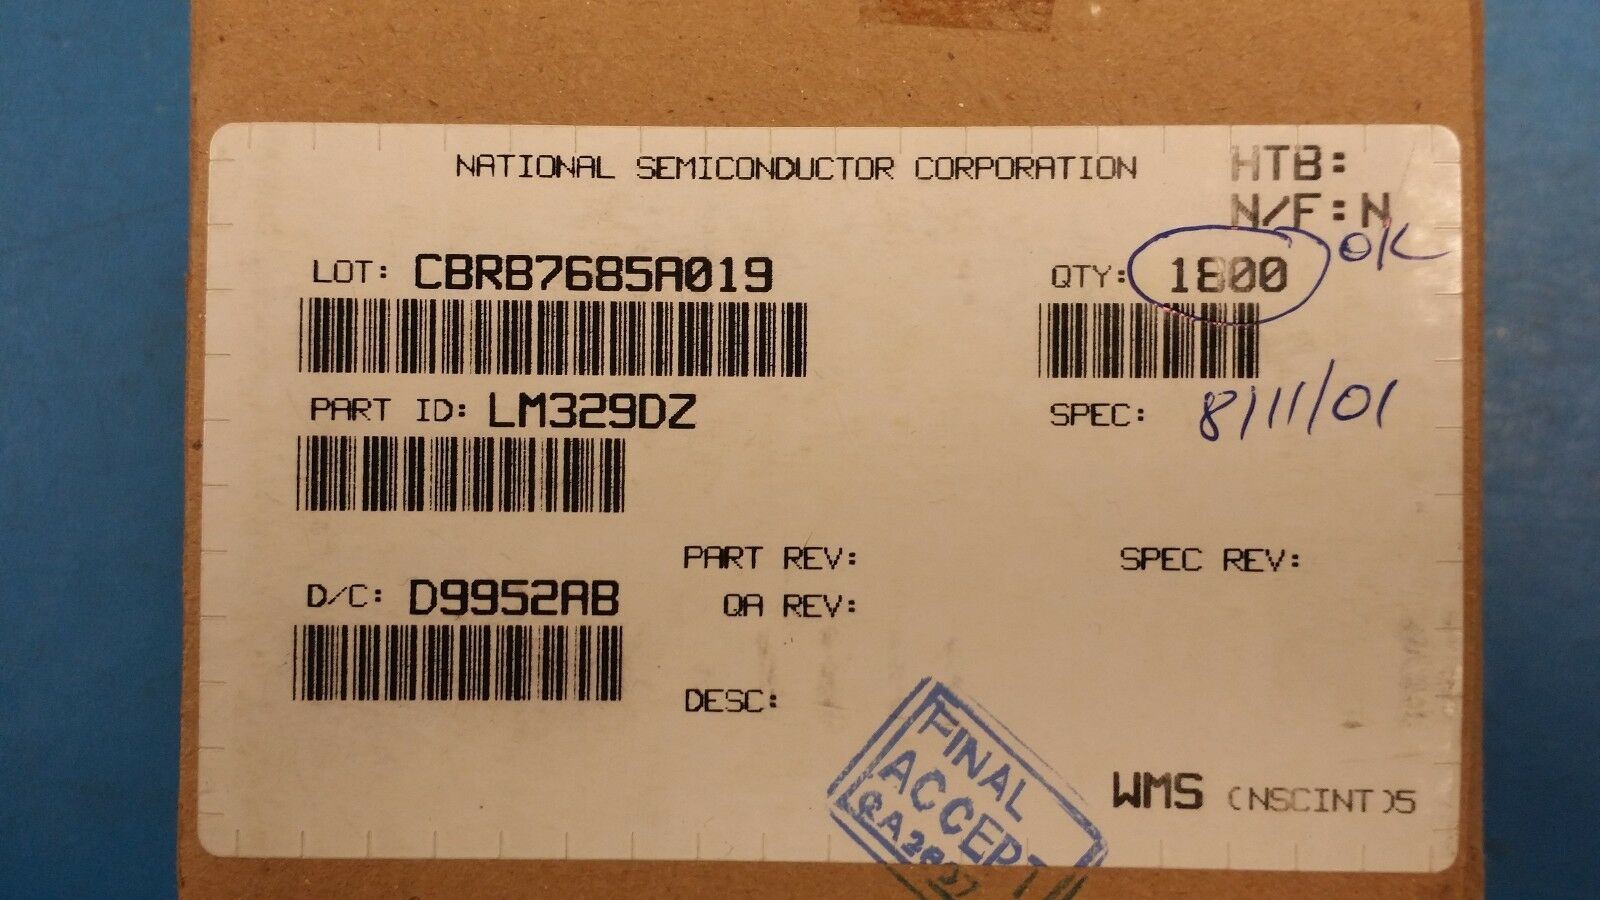 NATIONAL SEMICONDUCTOR CORPORATION
HTB:
N/F: N
LOT: CBRB7685A019
QTY: 1800 OK
PART ID: LM329DZ
SPEC: 8/11/01
PART REV:
SPEC REV:
D/C: D9952AB
QA REV:
DESC:
FINAL
ACCEPT
WMS (NSCINT)5